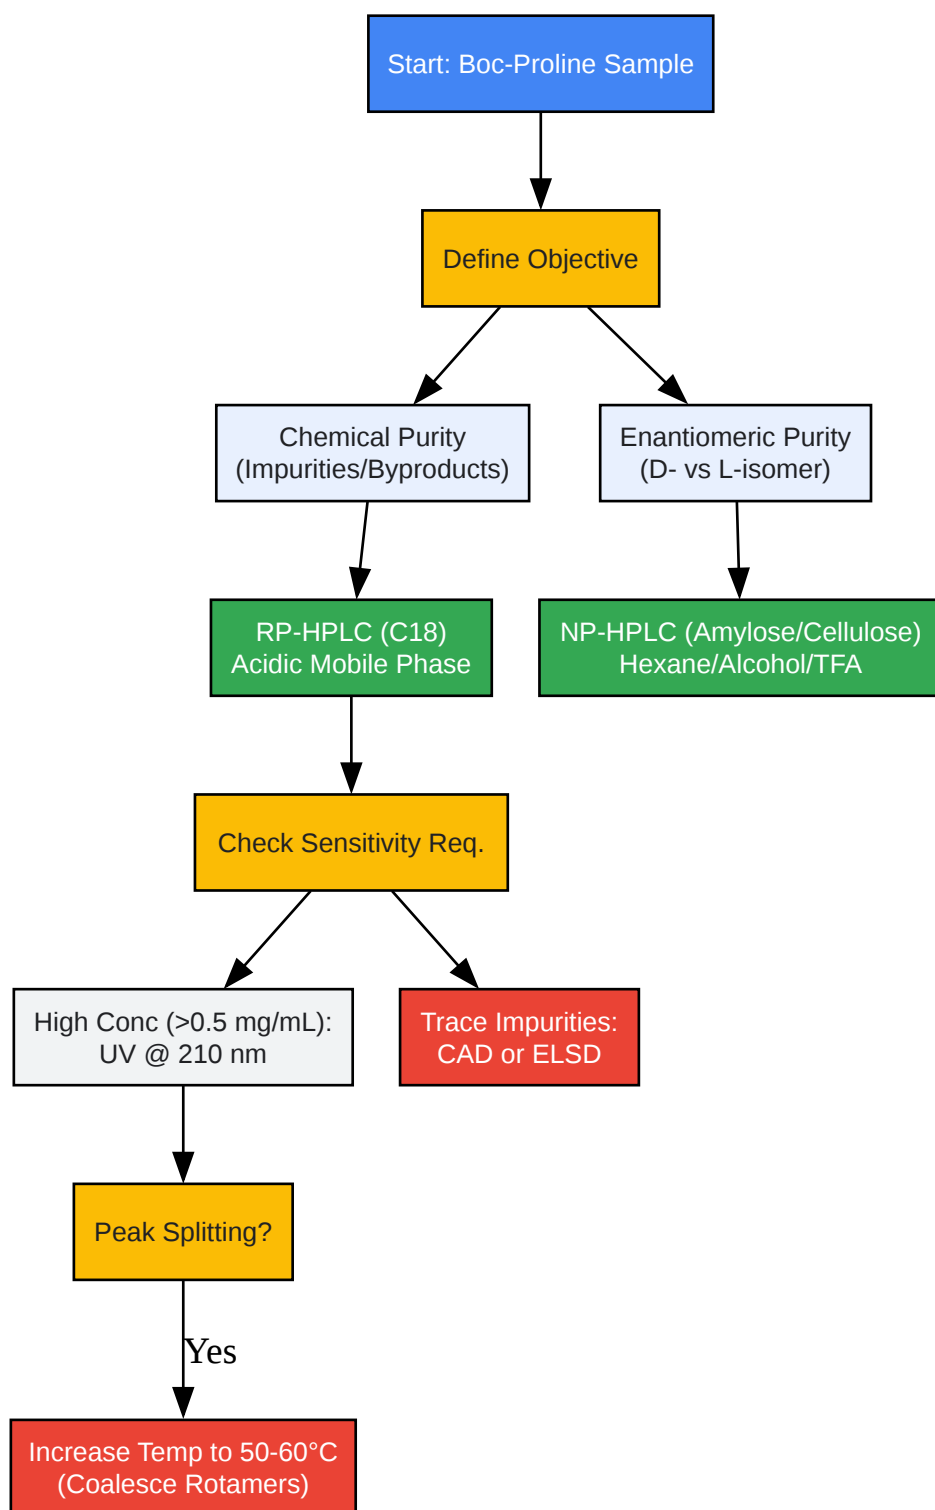 Start: Boc-Proline Sample
Define Objective
Chemical Purity
(Impurities/Byproducts)
Enantiomeric Purity
(D- vs L-isomer)
RP-HPLC (C18)
Acidic Mobile Phase
NP-HPLC (Amylose/Cellulose)
Hexane/Alcohol/TFA
Check Sensitivity Req.
High Conc (>0.5 mg/mL):
UV @ 210 nm
Trace Impurities:
CAD or ELSD
Peak Splitting?
Yes
Increase Temp to 50-60°C
(Coalesce Rotamers)